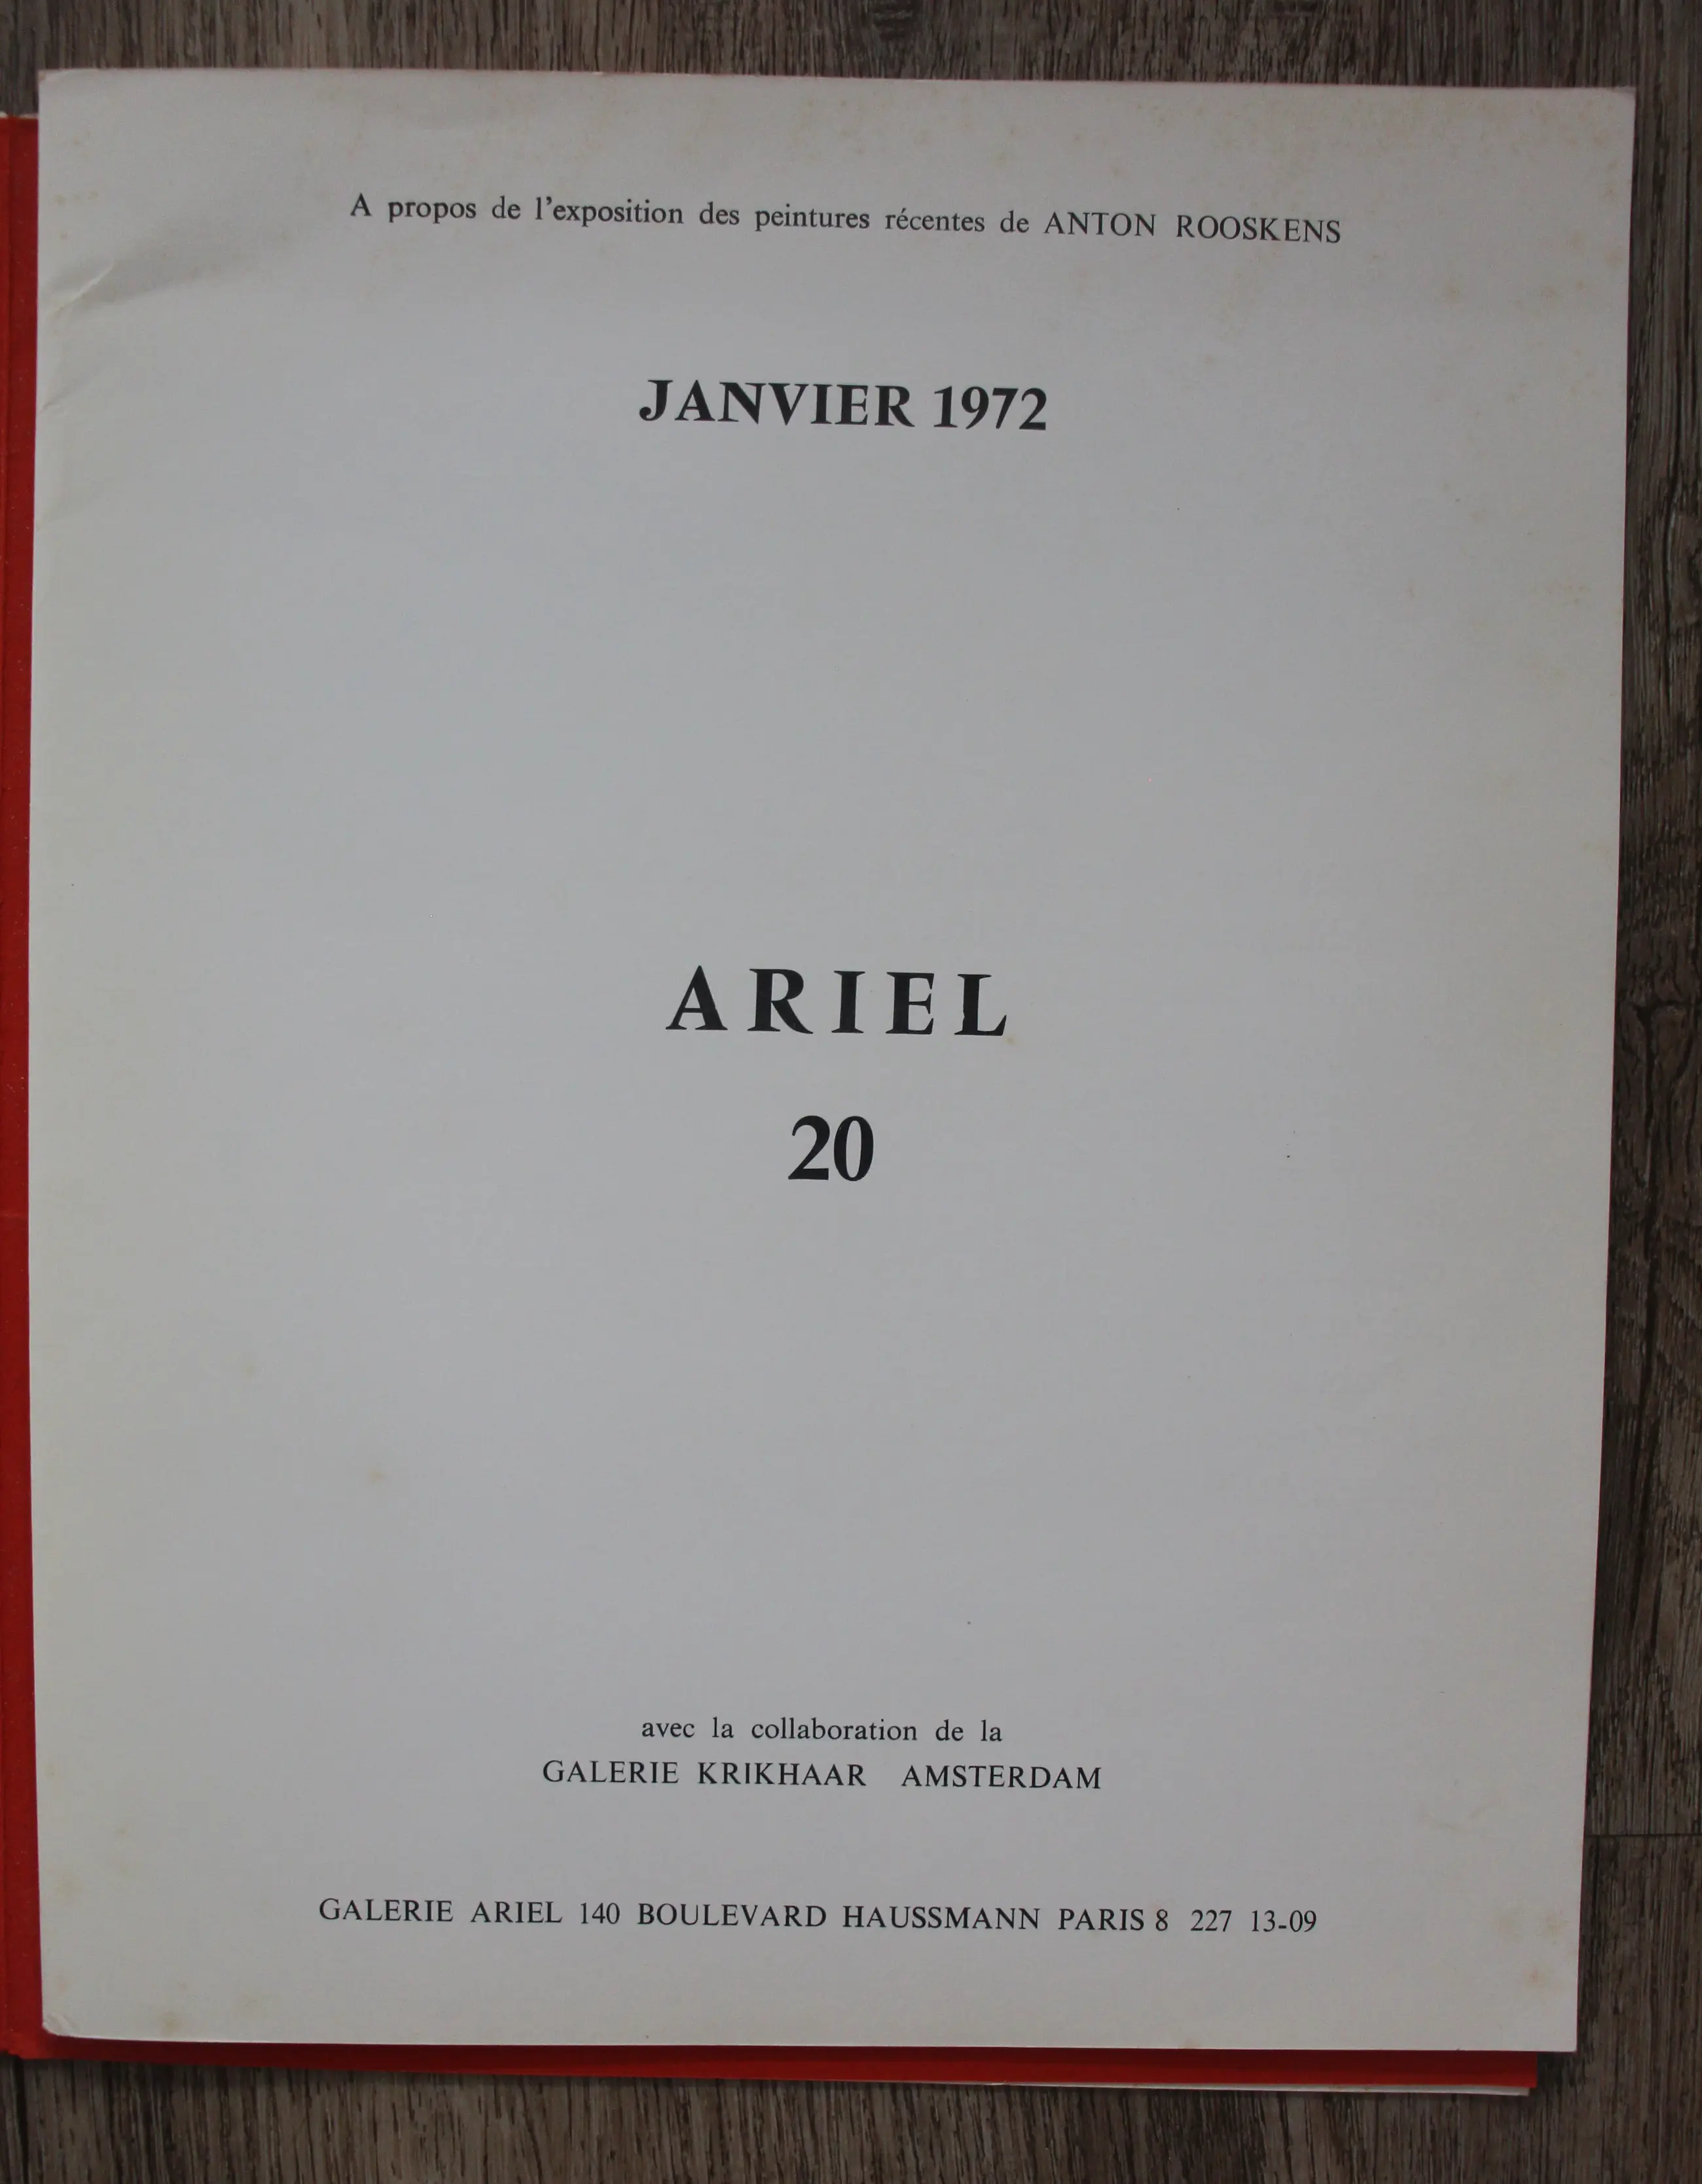 A propos de l'exposition des peintures récentes de ANTON ROOSKENS
JANVIER 1972
ARIEL
20
avec la collaboration de la
GALERIE KRIKHAAR AMSTERDAM
GALERIE ARIEL 140 BOULEVARD HAUSSMANN PARIS 8 227 13-09